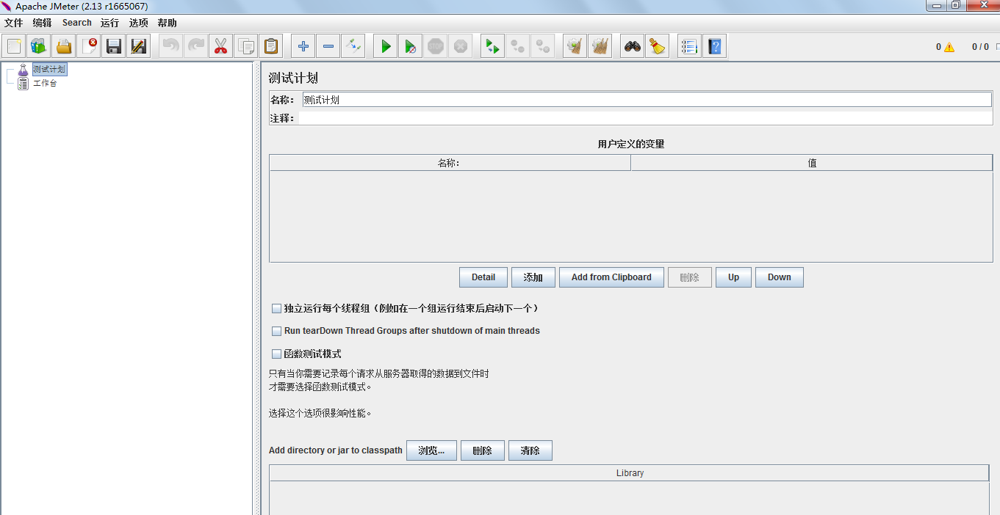 Apache JMeter (2.13 r1665067)
文件 编辑 Search 运行 选项 帮助
STOP
0 0 / 0
测试计划
工作台
测试计划
名称： 测试计划
注释：
用户定义的变量
名称： 值
Detail 添加 Add from Clipboard 删除 Up Down
独立运行每个线程组（例如在一个组运行结束后启动下一个）
Run tearDown Thread Groups after shutdown of main threads
函数测试模式
只有当你需要记录每个请求从服务器取得的数据到文件时
才需要选择函数测试模式。
选择这个选项很影响性能。
Add directory or jar to classpath 浏览... 删除 清除
Library